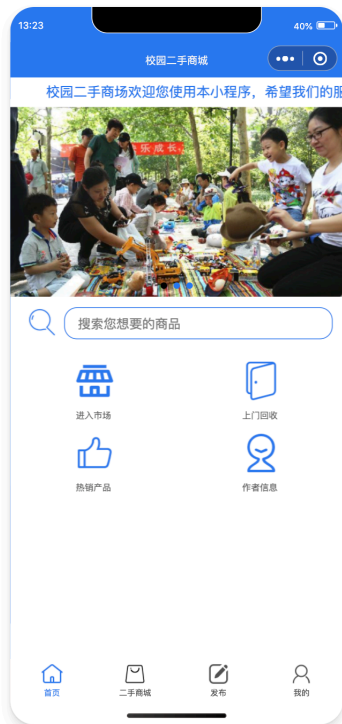 13:23
40%
校园二手商城
校园二手商场欢迎您使用本小程序，希望我们的服
乐成长
搜索您想要的商品
进入市场
上门回收
热销产品
作者信息
首页
二手商城
发布
我的